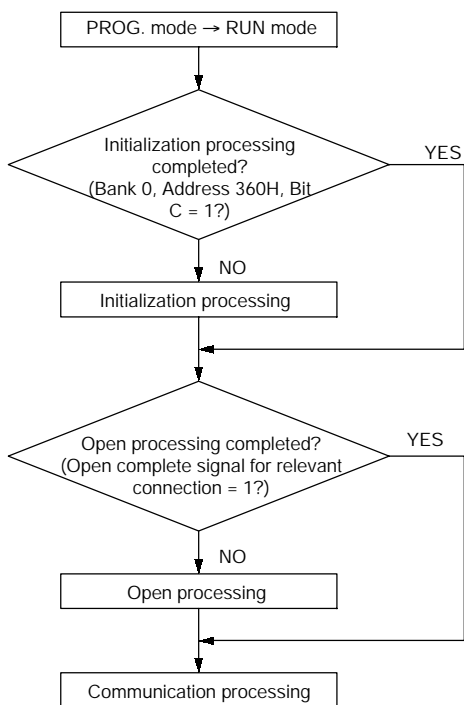 PROG. mode → RUN mode
Initialization processing
completed?
(Bank 0, Address 360H, Bit
C = 1?)
YES
NO
Initialization processing
Open processing completed?
(Open complete signal for relevant
connection = 1?)
YES
NO
Open processing
Communication processing